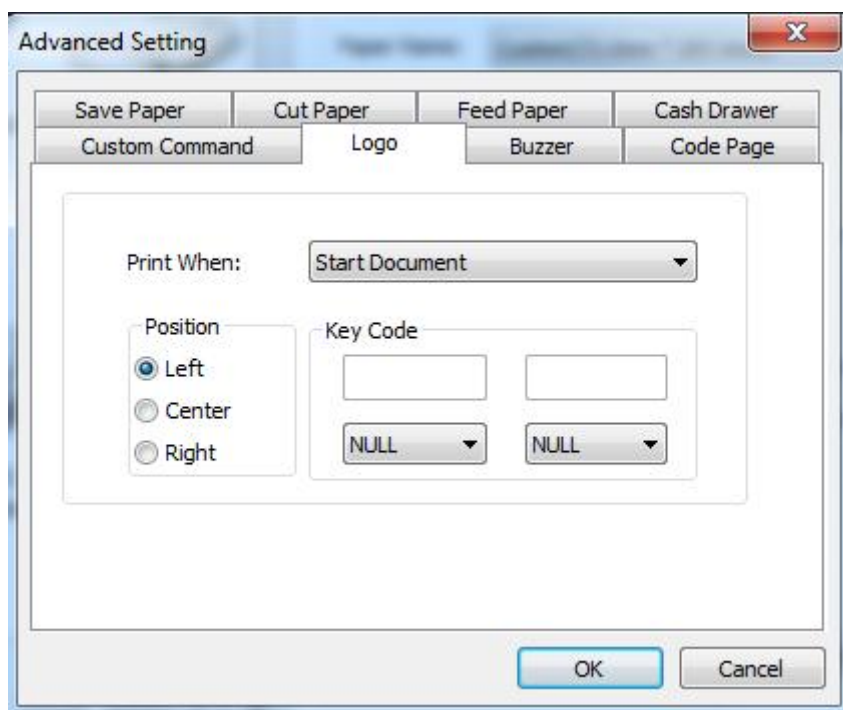 Advanced Setting
Save Paper Cut Paper Feed Paper Cash Drawer
Custom Command Logo Buzzer Code Page
Print When: Start Document
Position Key Code
Left
Center
Right NULL NULL
OK Cancel